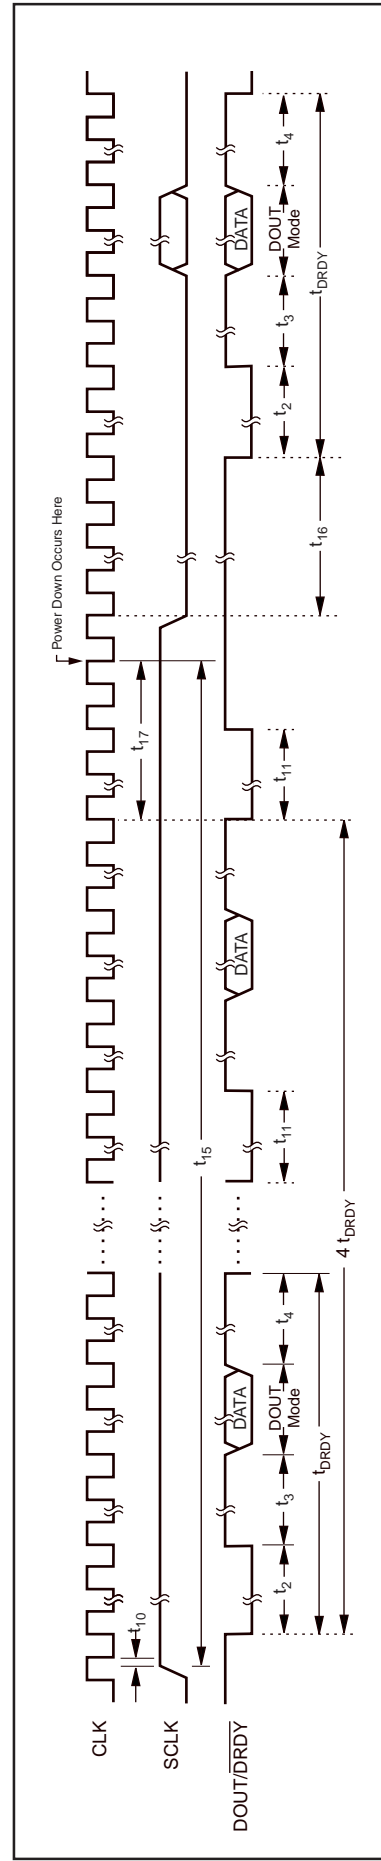 Power Down Occurs Here
CLK
t10
t17
SCLK
t15
DOUT/DRDY
DATA
DATA
DATA
t2
t3
DOUT
Mode
t4
t11
t11
t16
t2
t3
DOUT
Mode
t4
tDRDY
tDRDY
4 tDRDY